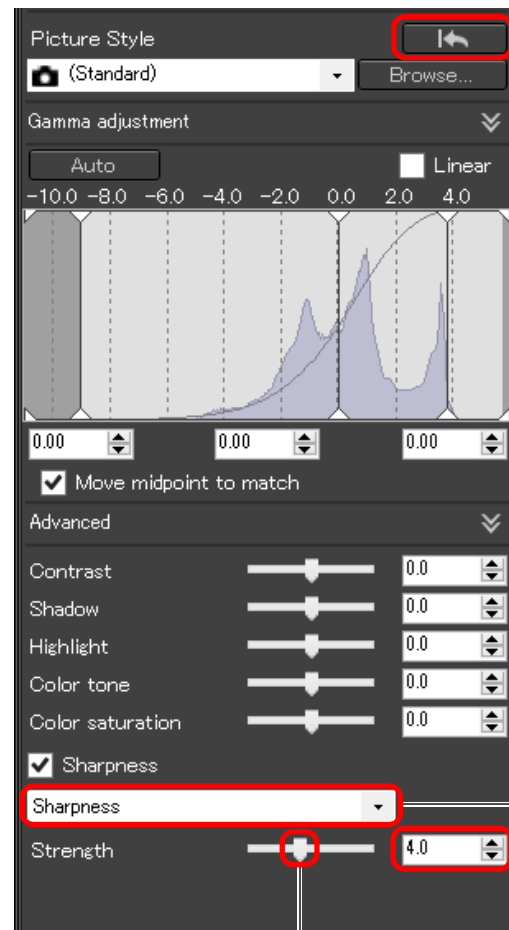 Picture Style
(Standard)
Browse...
Gamma adjustment
Auto
Linear
-10.0 -8.0 -6.0 -4.0 -2.0 0.0 2.0 4.0
0.00 0.00 0.00
Move midpoint to match
Advanced
Contrast 0.0
Shadow 0.0
Highlight 0.0
Color tone 0.0
Color saturation 0.0
Sharpness
Sharpness
Strength 4.0